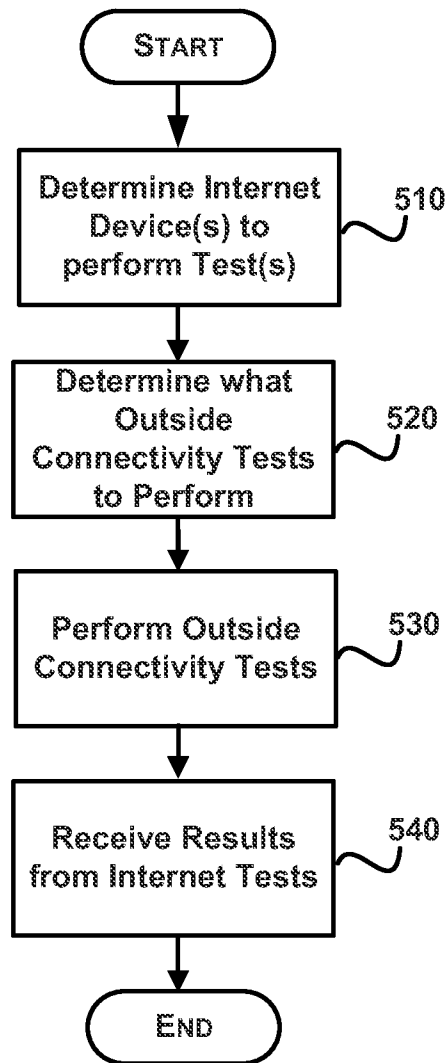 START
Determine Internet
Device(s) to
perform Test(s)
510
Determine what
Outside
Connectivity Tests
to Perform
520
Perform Outside
Connectivity Tests
530
Receive Results
from Internet Tests
540
END